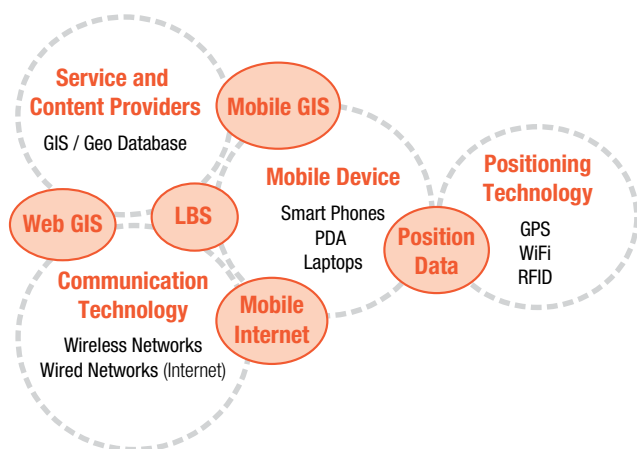 Service and
Content Providers
GIS / Geo Database
Mobile GIS
Web GIS
LBS
Mobile Device
Smart Phones
PDA
Laptops
Positioning
Technology
GPS
WiFi
RFID
Position
Data
Communication
Technology
Wireless Networks
Wired Networks (Internet)
Mobile
Internet